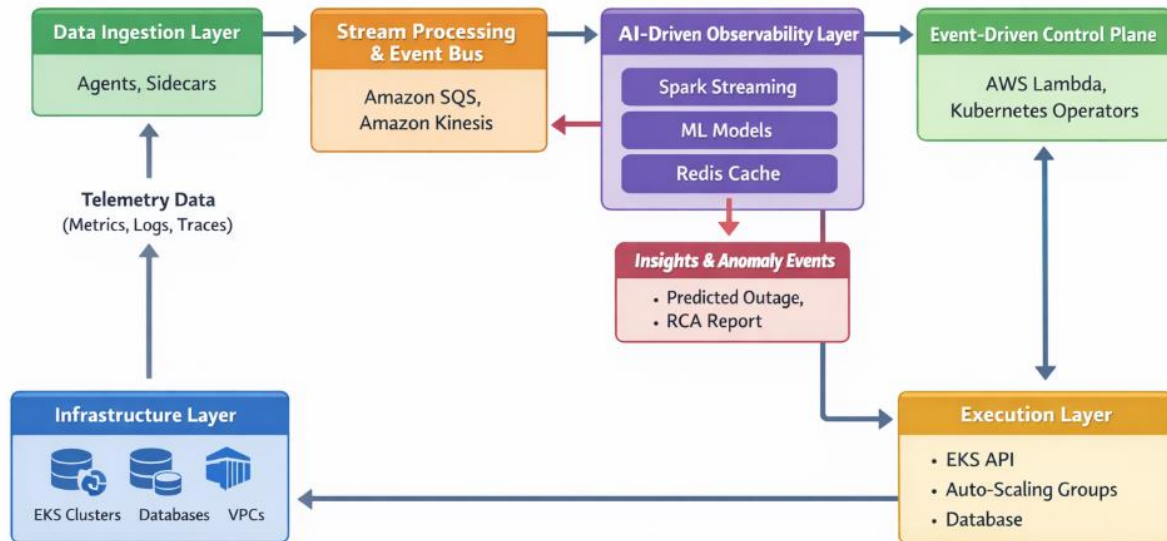 Data Ingestion Layer
Agents, Sidecars
Stream Processing
& Event Bus
Amazon SQS,
Amazon Kinesis
AI-Driven Observability Layer
Spark Streaming
ML Models
Redis Cache
Event-Driven Control Plane
AWS Lambda,
Kubernetes Operators
Telemetry Data
(Metrics, Logs, Traces)
Insights & Anomaly Events
• Predicted Outage,
• RCA Report
Infrastructure Layer
EKS Clusters
Databases
VPCs
Execution Layer
• EKS API
• Auto-Scaling Groups
• Database